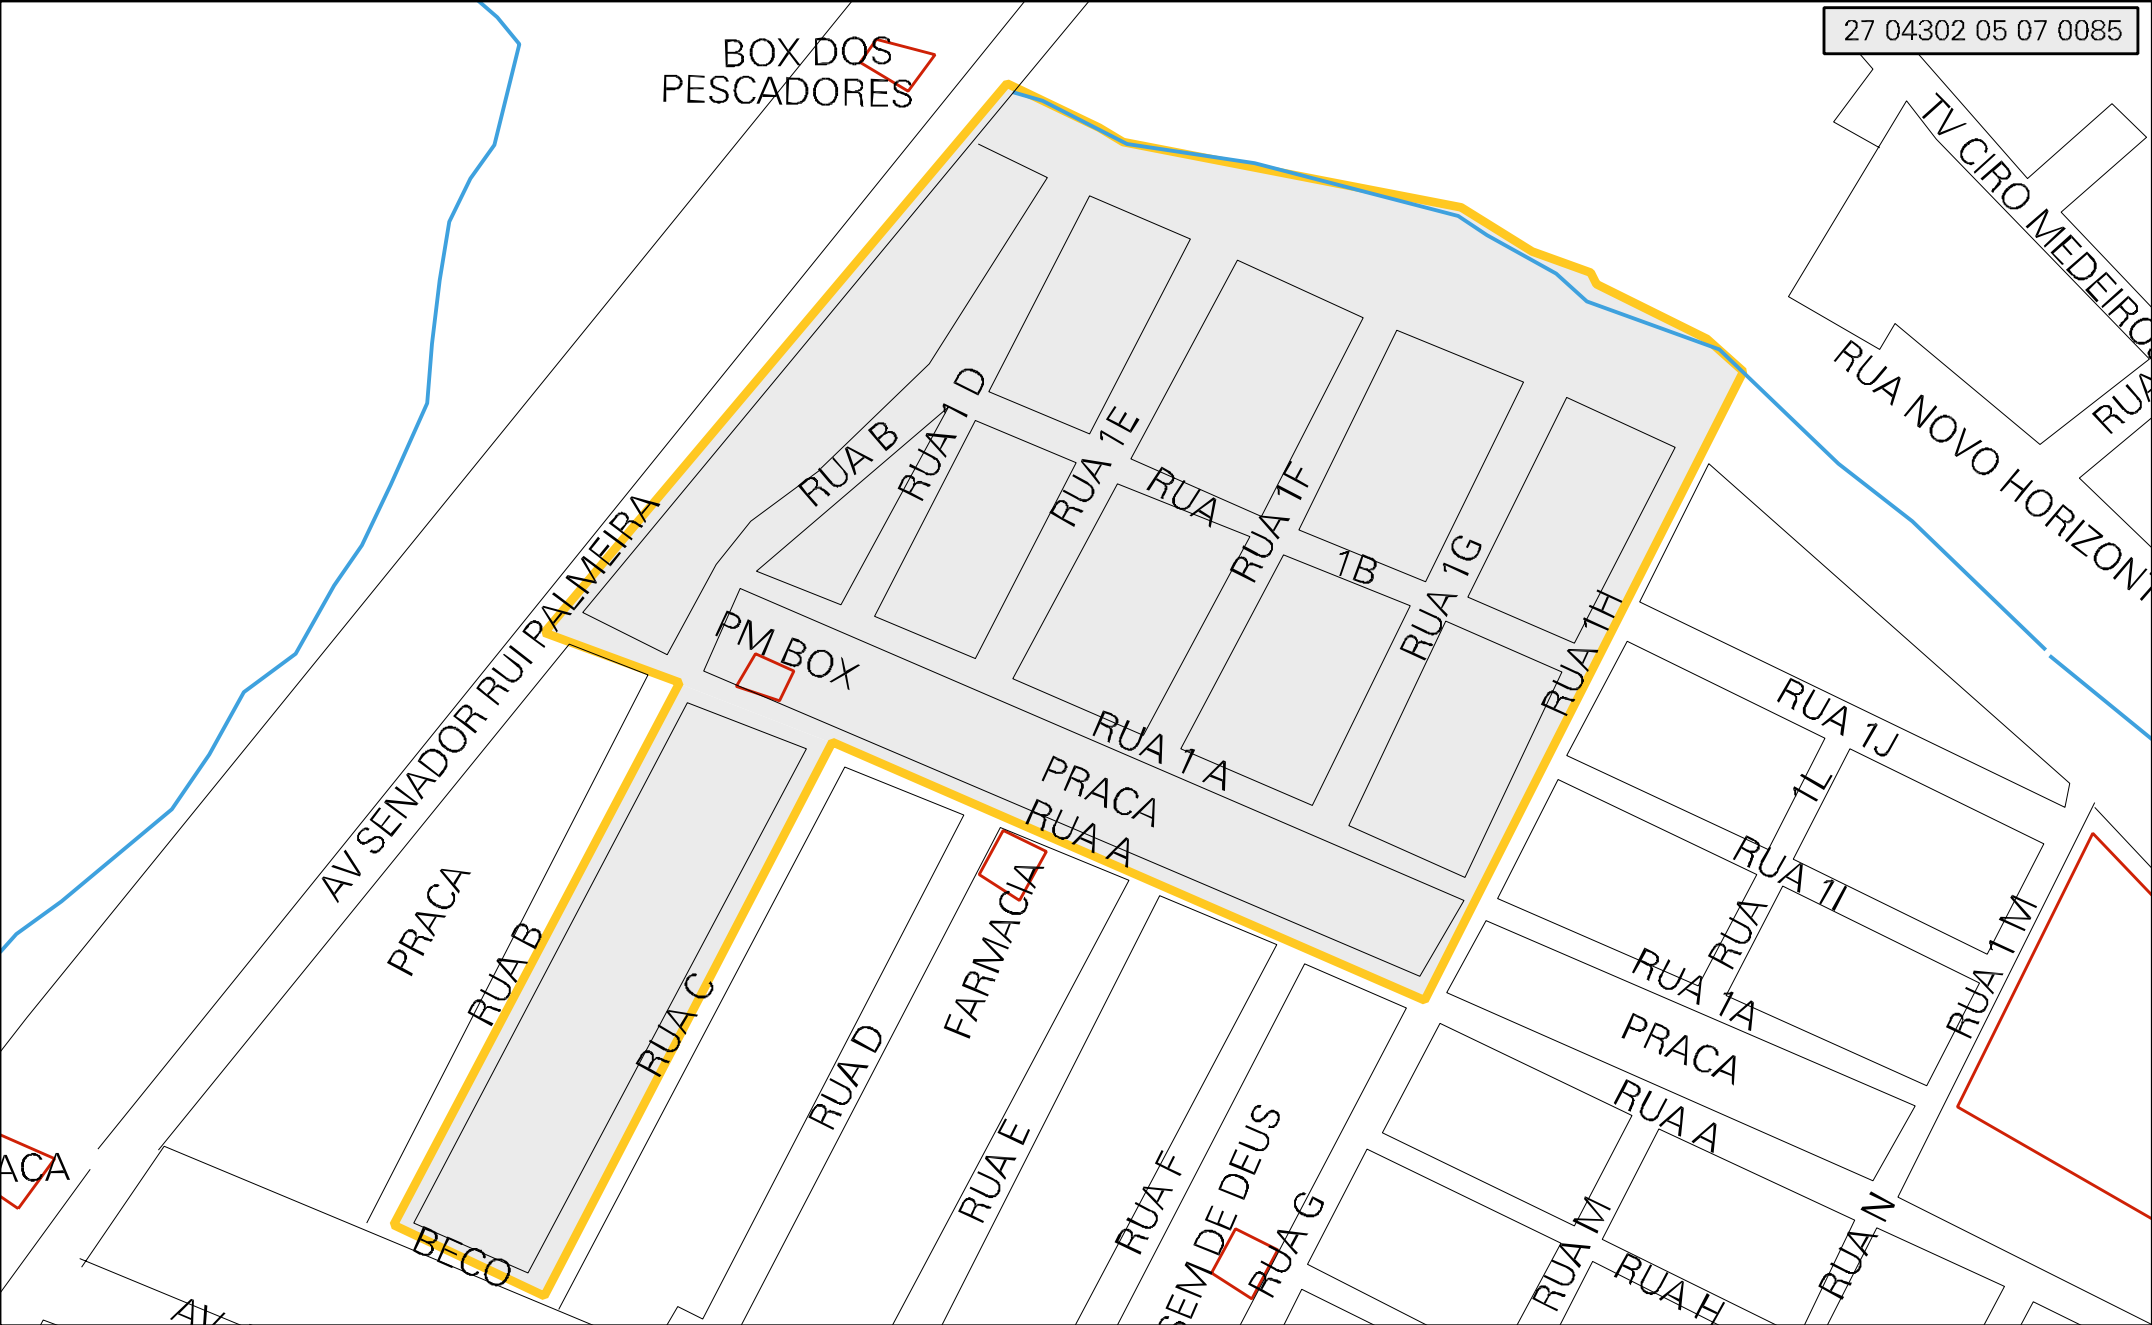 27 04302 05 07 0085
BOX DOS
PESCADORES
TV CIRO MEDEIROS
RUA NOVO HORIZONT
RUA
RUA 1 D
RUA B
RUA 1E
RUA 1F
RUA
1B
RUA 1G
RUA 1H
AV SENADOR RUI PALMEIRA
PM BOX
RUA 1 A
PRACA
RUA A
RUA 1J
1L
RUA 1I
RUA
RUA 1 M
RUA 1A
PRACA
RUA A
PRACA
RUA B
RUA C
FARMACIA
RUA D
RUA E
RUA F
SEM DE DEUS
RUA G
RUA M
RUA H
RUA N
ACA
BECO
AV